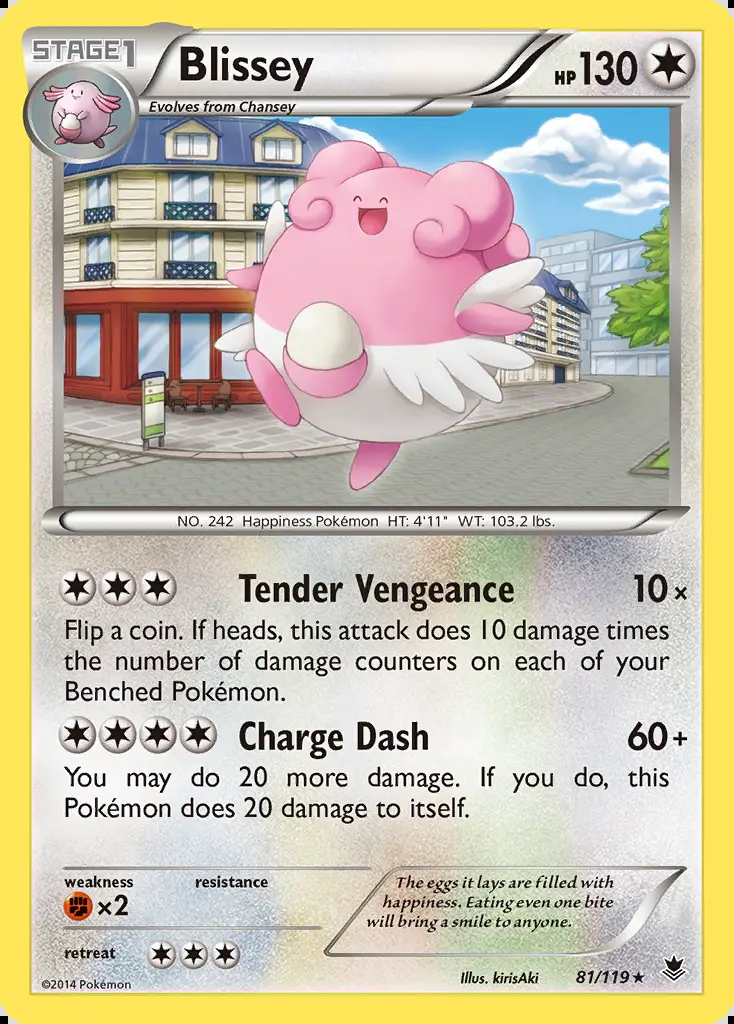 STAGE1
Blissey
HP130
Evolves from Chansey
NO. 242 Happiness Pokémon HT: 4'11" WT: 103.2 lbs.
Tender Vengeance 10×
Flip a coin. If heads, this attack does 10 damage times
the number of damage counters on each of your
Benched Pokémon.
Charge Dash 60+
You may do 20 more damage. If you do, this
Pokémon does 20 damage to itself.
weakness resistance
×2
The eggs it lays are filled with
happiness. Eating even one bite
will bring a smile to anyone.
retreat
©2014 Pokémon
Illus. kirisAki 81/119★